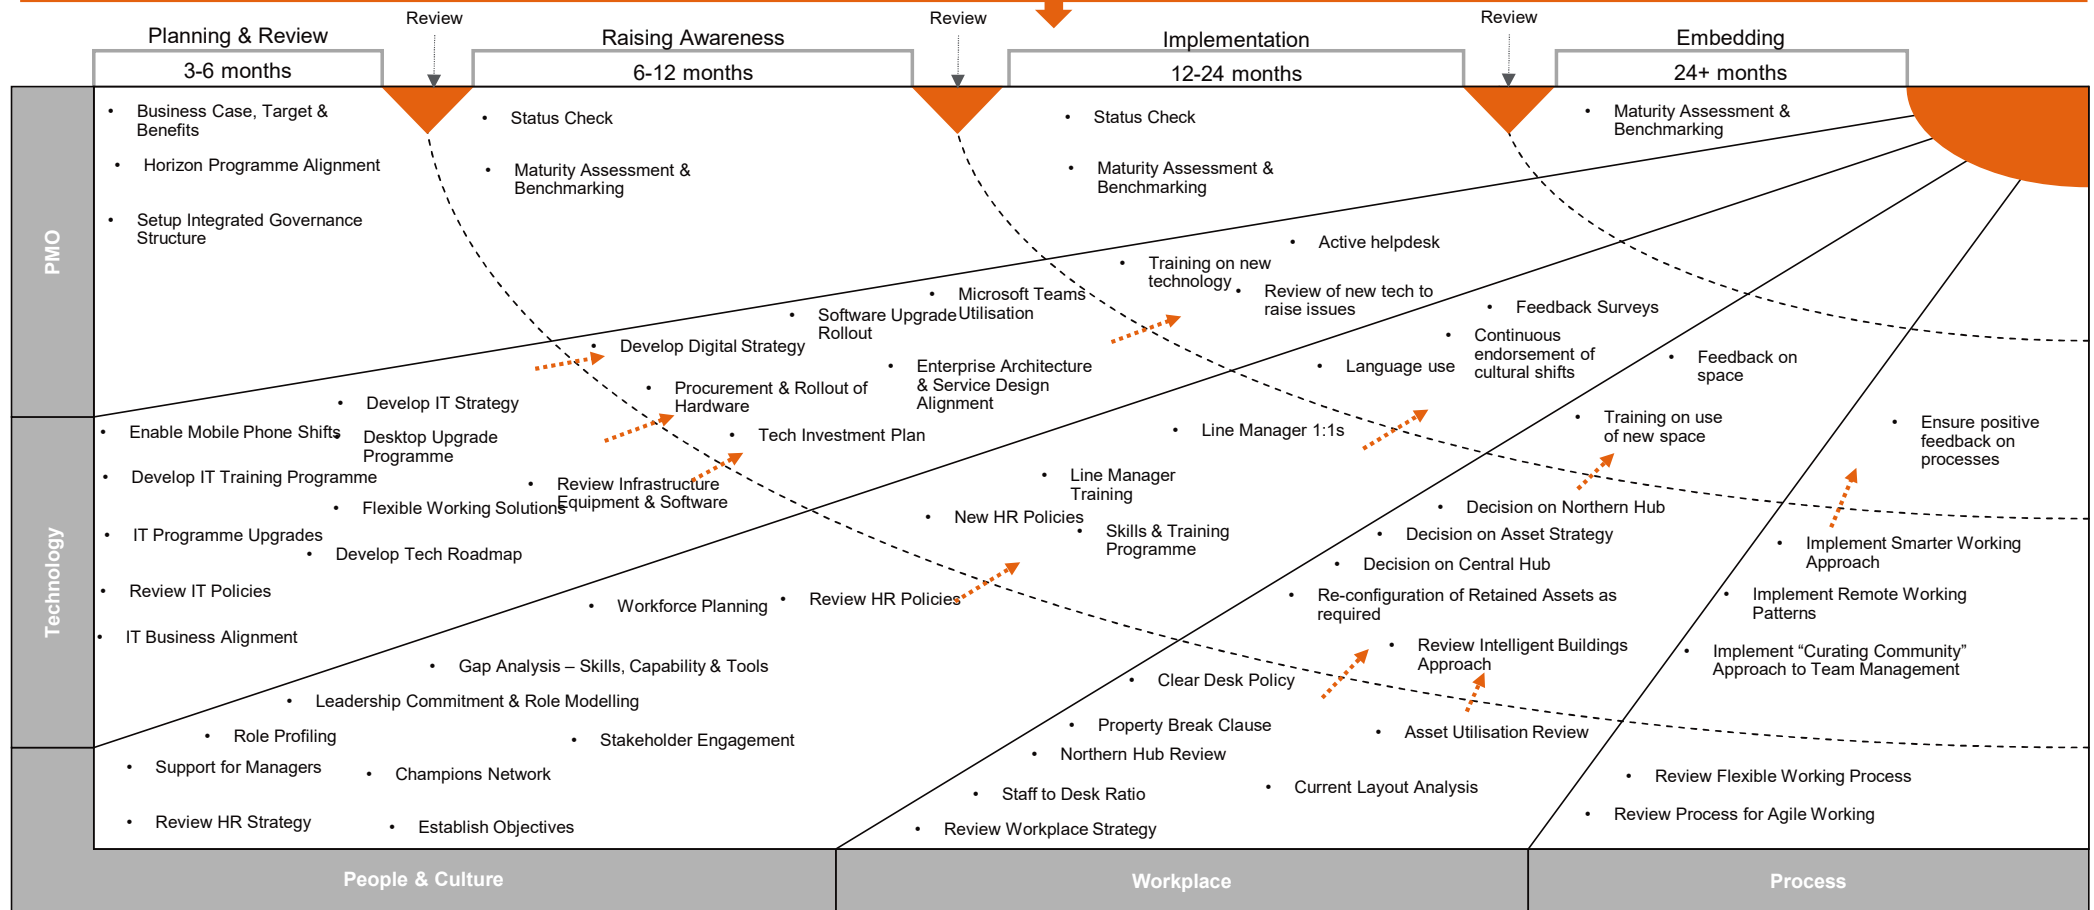 Review
Review
Review
Planning & Review
Raising Awareness
Implementation
Embedding
3-6 months
6-12 months
12-24 months
24+ months
PMO
Business Case, Target &
Benefits
Horizon Programme Alignment
Setup Integrated Governance
Structure
Status Check
Maturity Assessment &
Benchmarking
Status Check
Maturity Assessment &
Benchmarking
Maturity Assessment &
Benchmarking
Technology
Enable Mobile Phone Shifts
Develop IT Training Programme
IT Programme Upgrades
Review IT Policies
IT Business Alignment
Develop IT Strategy
Desktop Upgrade
Programme
Flexible Working Solutions
Develop Tech Roadmap
Review Infrastructure
Equipment & Software
Develop Digital Strategy
Procurement & Rollout of
Hardware
Tech Investment Plan
Software Upgrade
Rollout
Microsoft Teams
Utilisation
Enterprise Architecture
& Service Design
Alignment
Training on new
technology
Active helpdesk
Review of new tech to
raise issues
People & Culture
Support for Managers
Review HR Strategy
Role Profiling
Leadership Commitment & Role Modelling
Gap Analysis – Skills, Capability & Tools
Champions Network
Establish Objectives
Stakeholder Engagement
Workforce Planning
Review HR Policies
New HR Policies
Line Manager
Training
Skills & Training
Programme
Line Manager 1:1s
Language use
Continuous
endorsement of
cultural shifts
Feedback Surveys
Workplace
Review Workplace Strategy
Staff to Desk Ratio
Northern Hub Review
Property Break Clause
Clear Desk Policy
Current Layout Analysis
Asset Utilisation Review
Review Intelligent Buildings
Approach
Re-configuration of Retained Assets as
required
Decision on Central Hub
Decision on Asset Strategy
Decision on Northern Hub
Training on use
of new space
Feedback on
space
Process
Review Process for Agile Working
Review Flexible Working Process
Implement “Curating Community”
Approach to Team Management
Implement Remote Working
Patterns
Implement Smarter Working
Approach
Ensure positive
feedback on
processes